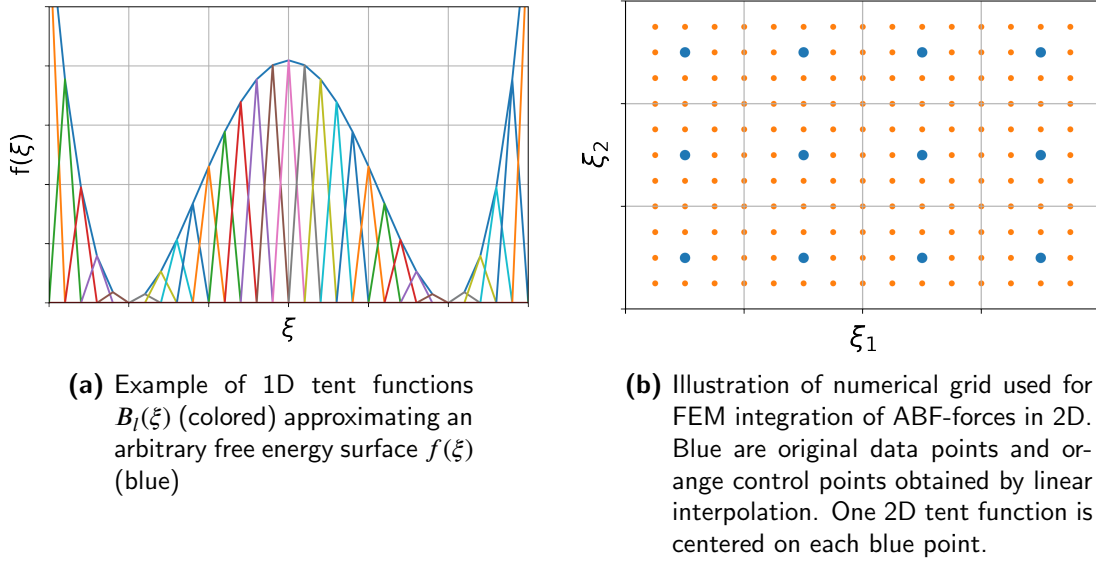 f(ξ)
ξ
(a) Example of 1D tent functions
B_l(ξ) (colored) approximating an
arbitrary free energy surface f(ξ)
(blue)
ξ_2
ξ_1
(b) Illustration of numerical grid used for
FEM integration of ABF-forces in 2D.
Blue are original data points and or-
ange control points obtained by linear
interpolation. One 2D tent function is
centered on each blue point.